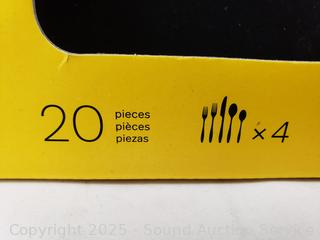 20
pieces
pièces
piezas
×4
Copyright 2025 - Sound Auction Service